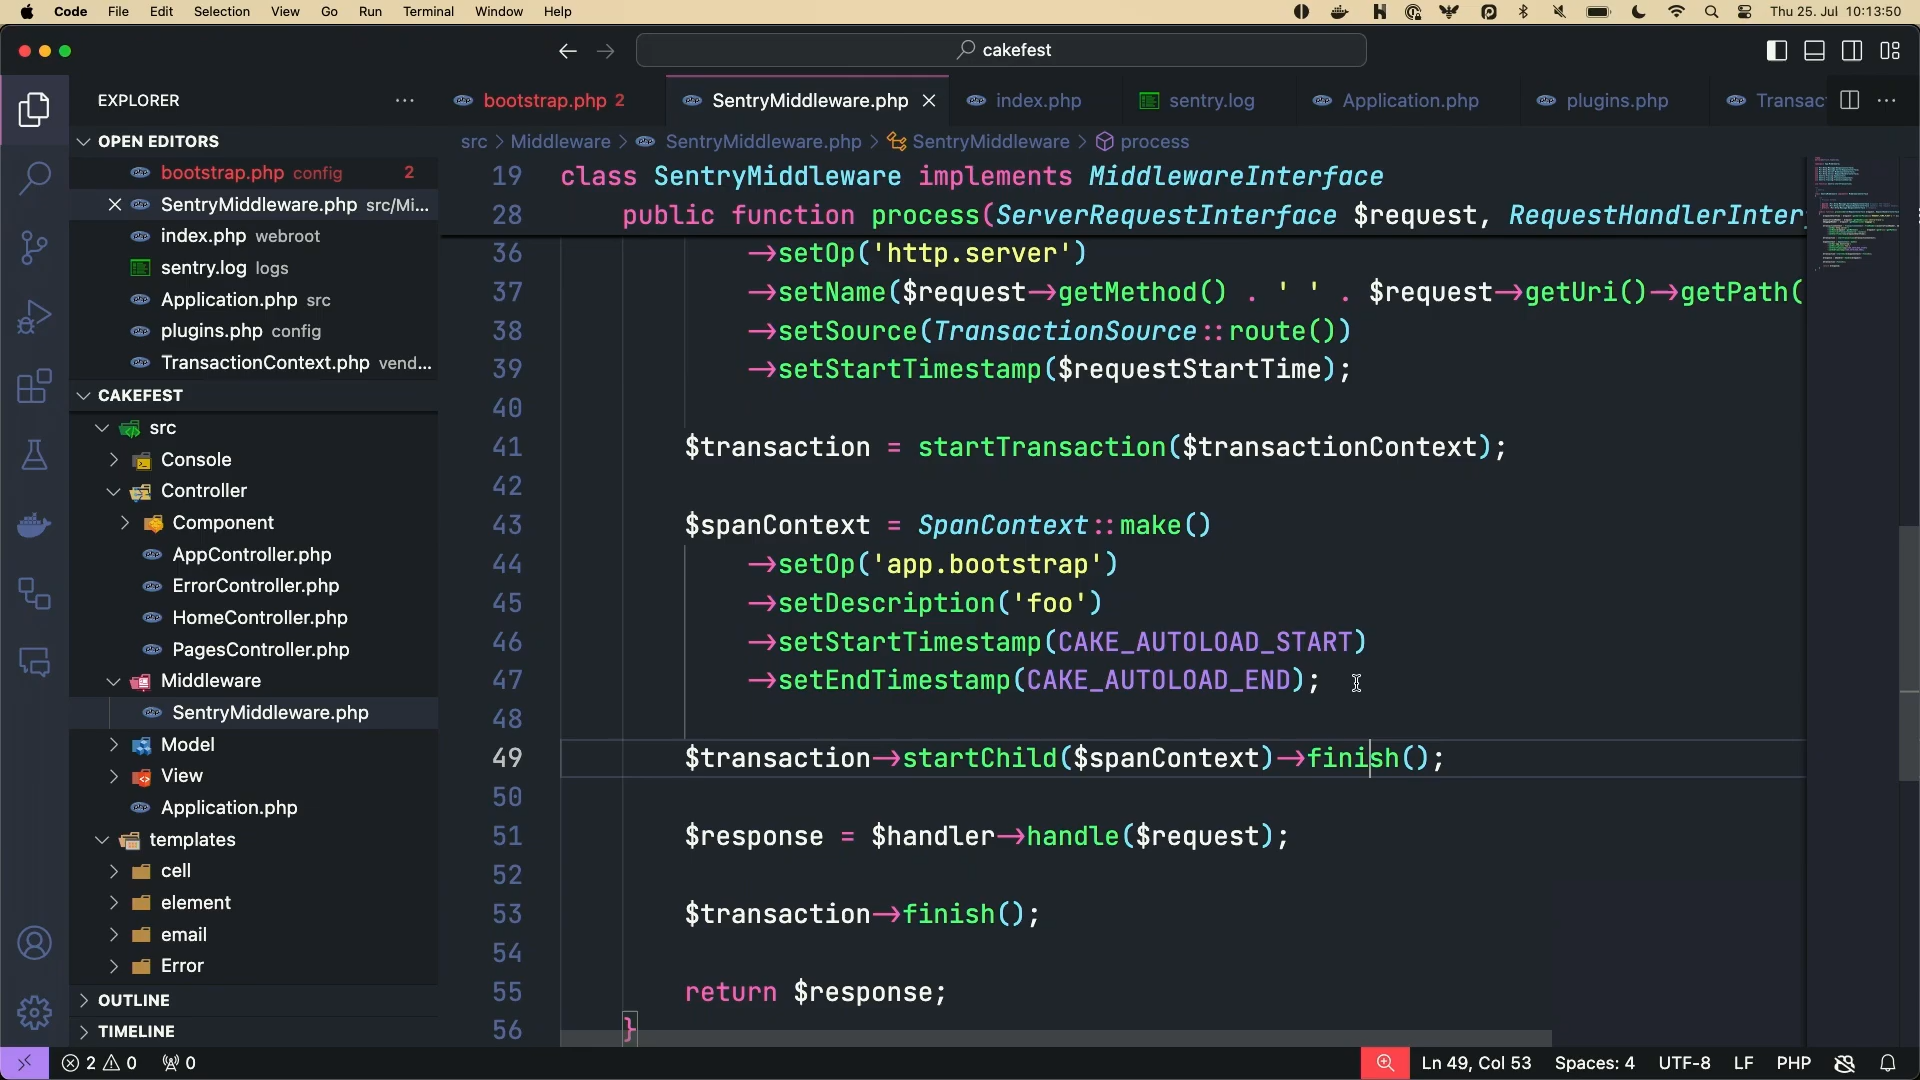 Code File Edit Selection View Go Run Terminal Window Help Thu 25. Jul 10:13:50
cakefest
EXPLORER
bootstrap.php 2 SentryMiddleware.php index.php sentry.log Application.php plugins.php Transac
OPEN EDITORS
bootstrap.php config 2
SentryMiddleware.php src/Mi...
index.php webroot
sentry.log logs
Application.php src
plugins.php config
TransactionContext.php vend...
CAKEFEST
src
Console
Controller
Component
AppController.php
ErrorController.php
HomeController.php
PagesController.php
Middleware
SentryMiddleware.php
Model
View
Application.php
templates
cell
element
email
Error
OUTLINE
TIMELINE
src > Middleware > SentryMiddleware.php > SentryMiddleware > process
19 class SentryMiddleware implements MiddlewareInterface
28 public function process(ServerRequestInterface $request, RequestHandlerInter
36 ->setOp('http.server')
37 ->setName($request->getMethod() . ' ' . $request->getUri()->getPath(
38 ->setSource(TransactionSource::route())
39 ->setStartTimestamp($requestStartTime);
40
41 $transaction = startTransaction($transactionContext);
42
43 $spanContext = SpanContext::make()
44 ->setOp('app.bootstrap')
45 ->setDescription('foo')
46 ->setStartTimestamp(CAKE_AUTOLOAD_START)
47 ->setEndTimestamp(CAKE_AUTOLOAD_END);
48
49 $transaction->startChild($spanContext)->finish();
50
51 $response = $handler->handle($request);
52
53 $transaction->finish();
54
55 return $response;
56 }
2 0 0 Ln 49, Col 53 Spaces: 4 UTF-8 LF PHP